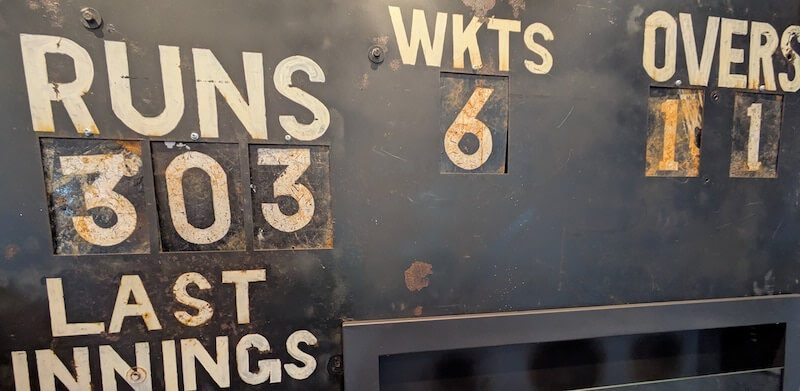 RUNS WKTS OVERS
303 6 11
LAST
INNINGS